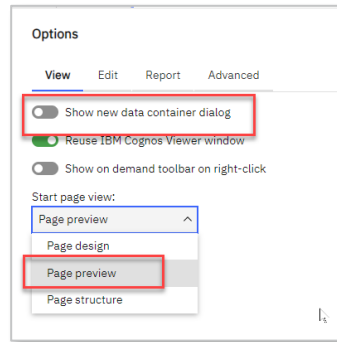 Options
View Edit Report Advanced
Show new data container dialog
Reuse IBM Cognos Viewer window
Show on demand toolbar on right-click
Start page view:
Page preview
Page design
Page preview
Page structure